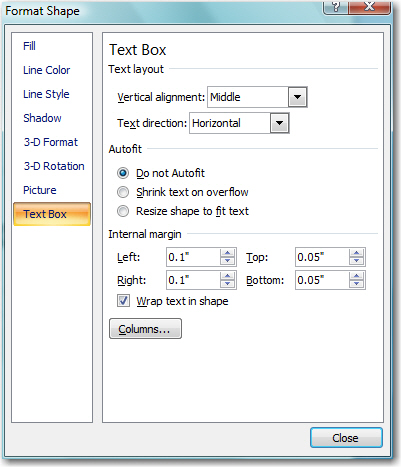 Format Shape
Fill
Line Color
Line Style
Shadow
3-D Format
3-D Rotation
Picture
Text Box
Text Box
Text layout
Vertical alignment: Middle
Text direction: Horizontal
Autofit
Do not Autofit
Shrink text on overflow
Resize shape to fit text
Internal margin
Left: 0.1" Top: 0.05"
Right: 0.1" Bottom: 0.05"
Wrap text in shape
Columns...
Close